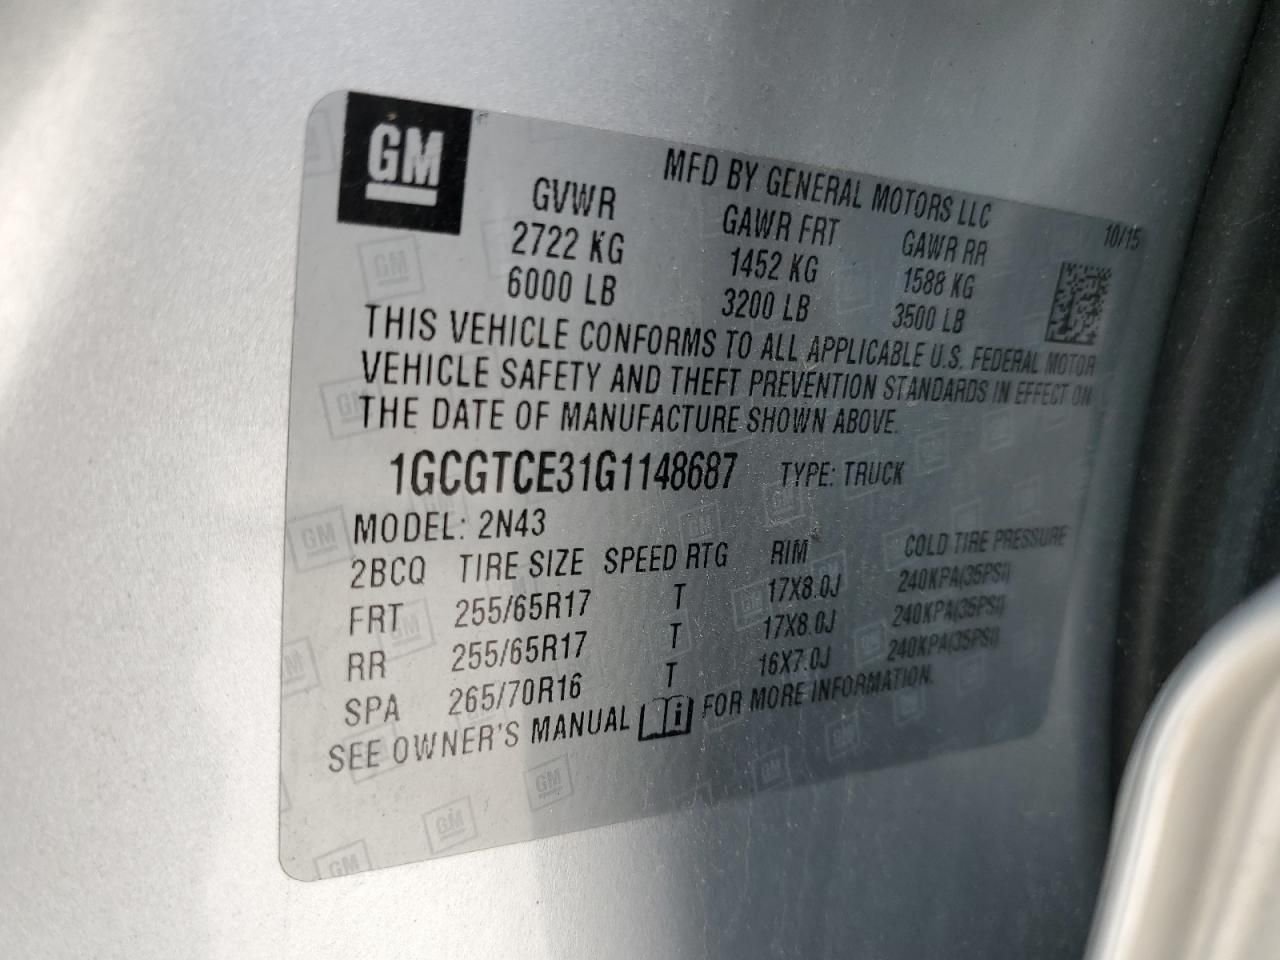 GM
MFD BY GENERAL MOTORS LLC
10/15
GVWR GAWR FRT GAWR RR
2722 KG 1452 KG 1588 KG
6000 LB 3200 LB 3500 LB
THIS VEHICLE CONFORMS TO ALL APPLICABLE U.S. FEDERAL MOTOR
VEHICLE SAFETY AND THEFT PREVENTION STANDARDS IN EFFECT ON
THE DATE OF MANUFACTURE SHOWN ABOVE.
1GCGTCE31G1148687 TYPE: TRUCK
MODEL: 2N43
2BCQ TIRE SIZE SPEED RTG RIM COLD TIRE PRESSURE
FRT 255/65R17 T 17X8.0J 240KPA(35PSI)
RR 255/65R17 T 17X8.0J 240KPA(35PSI)
SPA 265/70R16 T 16X7.0J 240KPA(35PSI)
SEE OWNER'S MANUAL i FOR MORE INFORMATION.